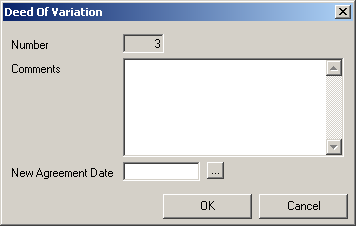 Deed Of Variation
Number 3
Comments
New Agreement Date ...
OK Cancel